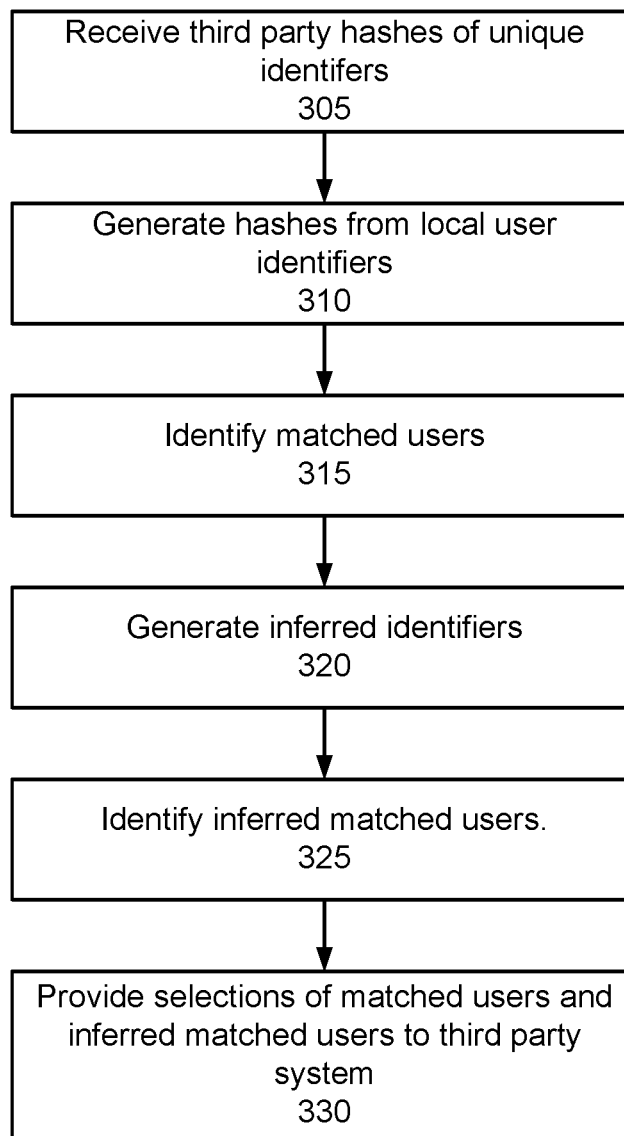 Receive third party hashes of unique
identifers
305
Generate hashes from local user
identifiers
310
Identify matched users
315
Generate inferred identifiers
320
Identify inferred matched users.
325
Provide selections of matched users and
inferred matched users to third party
system
330